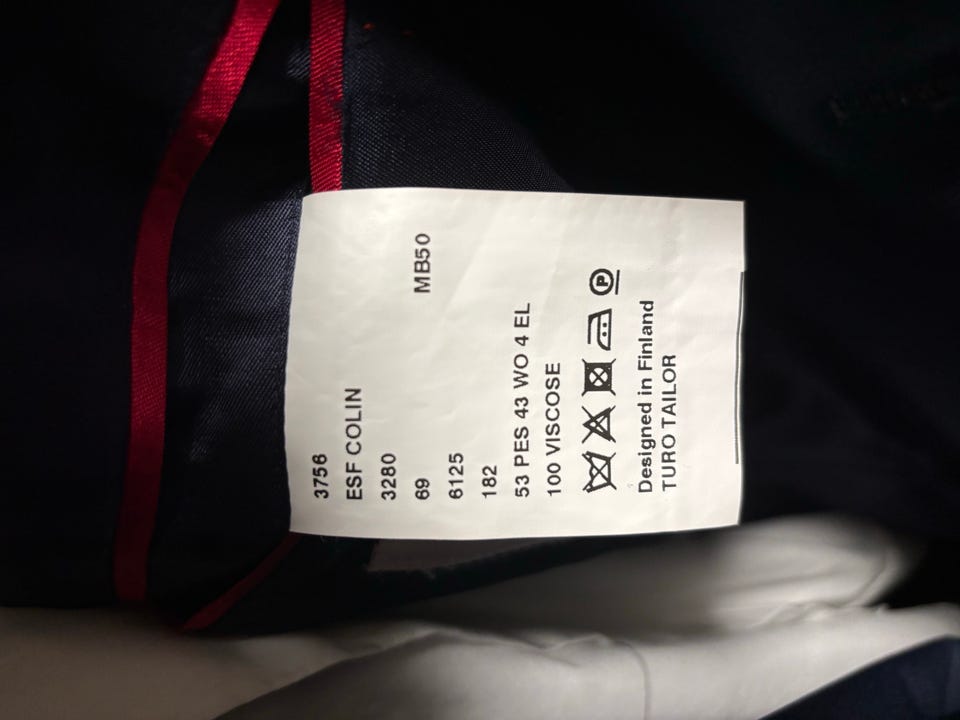 3756
ESF COLIN
3280
69 MB50
6125
182
53 PES 43 WO 4 EL
100 VISCOSE
P
Designed in Finland
TURO TAILOR